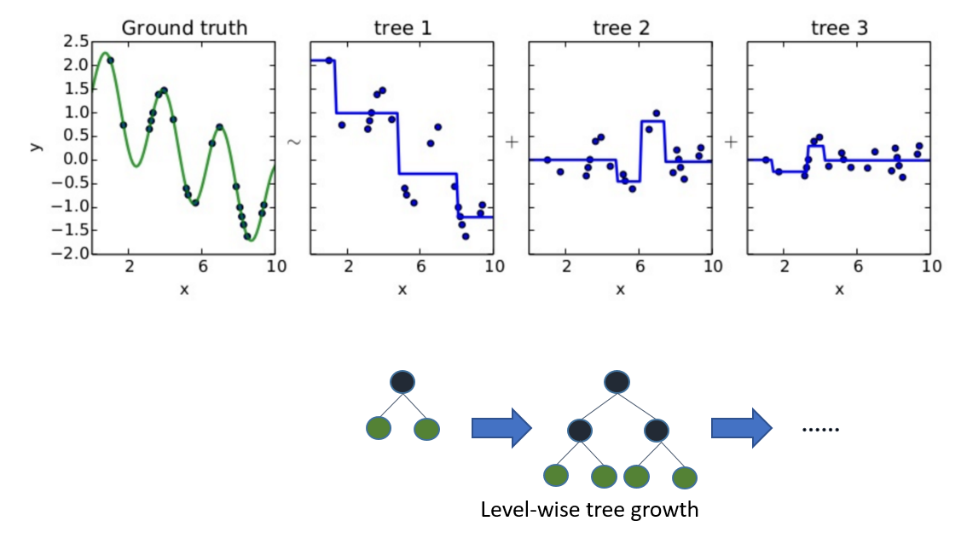 Ground truth
tree 1
tree 2
tree 3
y
2.5
2.0
1.5
1.0
0.5
0.0
−0.5
−1.0
−1.5
−2.0
~
+
+
2 6 10
2 6 10
2 6 10
2 6 10
x
x
x
x
......
Level-wise tree growth